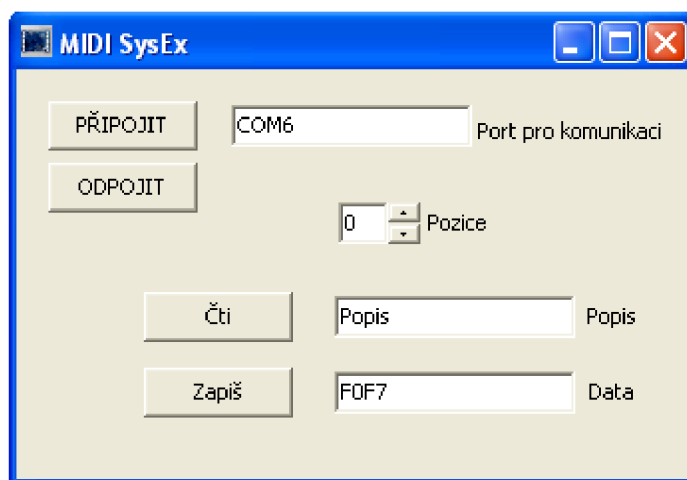 MIDI SysEx
PŘIPOJIT COM6 Port pro komunikaci
ODPOJIT
0 Pozice
Čti Popis Popis
Zapiš F0F7 Data